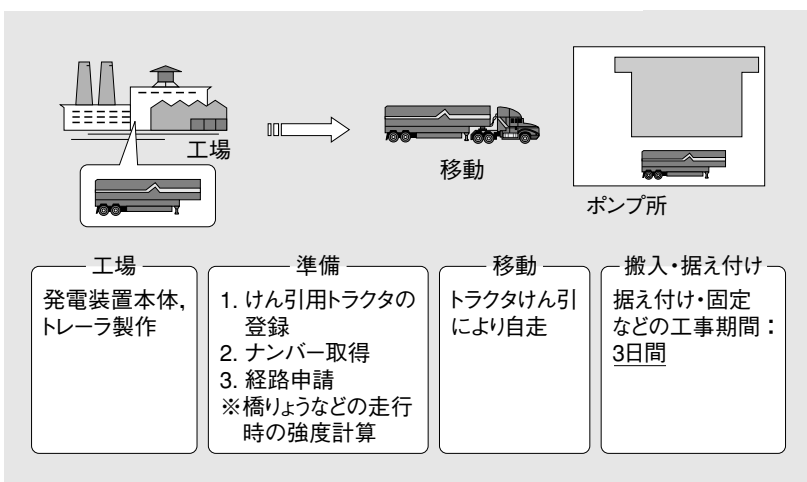 工場
移動
ポンプ所
工場
発電装置本体,
トレーラ製作
準備
1. けん引用トラクタの
登録
2. ナンバー取得
3. 経路申請
※橋りょうなどの走行
時の強度計算
移動
トラクタけん引
により自走
搬入・据え付け
据え付け・固定
などの工事期間：
3日間